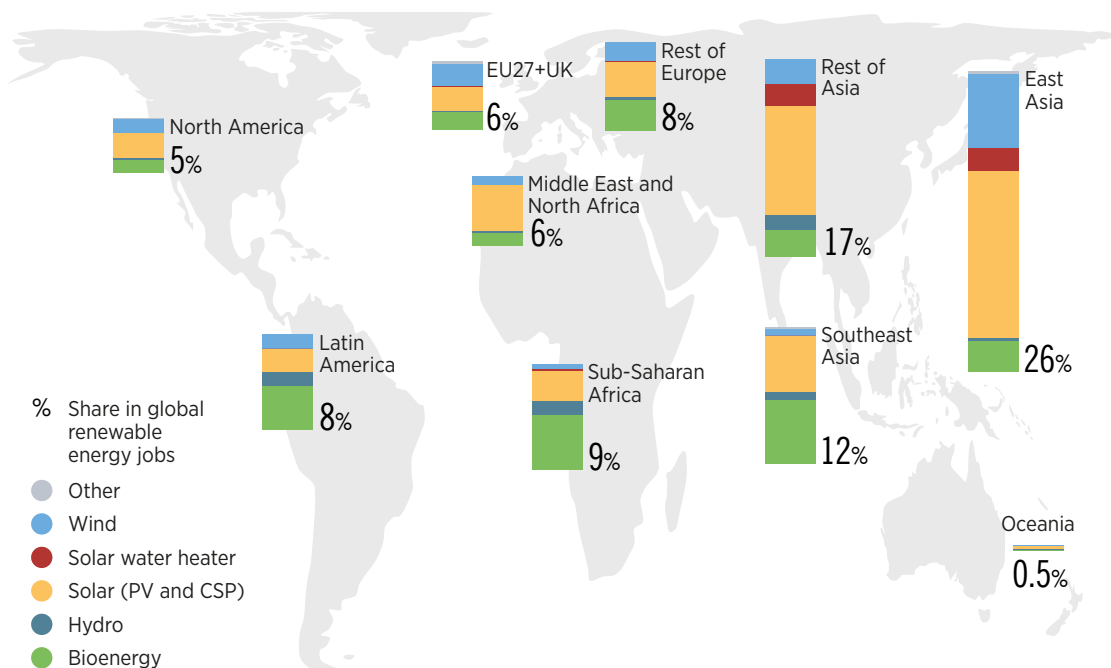 North America
5%
EU27+UK
6%
Rest of
Europe
8%
Rest of
Asia
17%
East
Asia
26%
Middle East and
North Africa
6%
Latin
America
8%
Sub-Saharan
Africa
9%
Southeast
Asia
12%
Oceania
0.5%
% Share in global
renewable
energy jobs
Other
Wind
Solar water heater
Solar (PV and CSP)
Hydro
Bioenergy